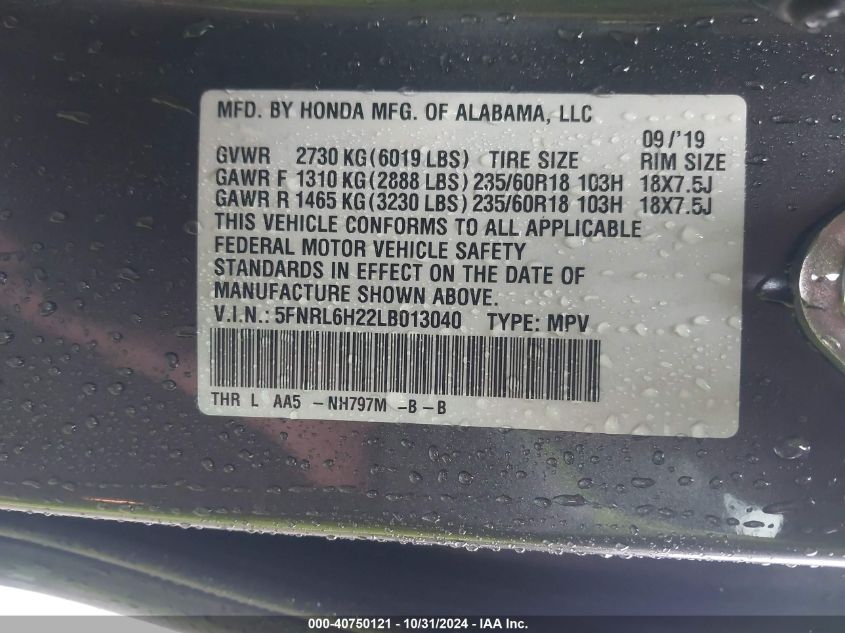 MFD. BY HONDA MFG. OF ALABAMA, LLC
09/'19
GVWR 2730 KG(6019 LBS) TIRE SIZE RIM SIZE
GAWR F 1310 KG(2888 LBS) 235/60R18 103H 18X7.5J
GAWR R 1465 KG(3230 LBS) 235/60R18 103H 18X7.5J
THIS VEHICLE CONFORMS TO ALL APPLICABLE
FEDERAL MOTOR VEHICLE SAFETY
STANDARDS IN EFFECT ON THE DATE OF
MANUFACTURE SHOWN ABOVE.
V.I.N.: 5FNRL6H22LB013040 TYPE: MPV
THR L AA5 -NH797M -B-B
000-40750121 - 10/31/2024 - IAA Inc.